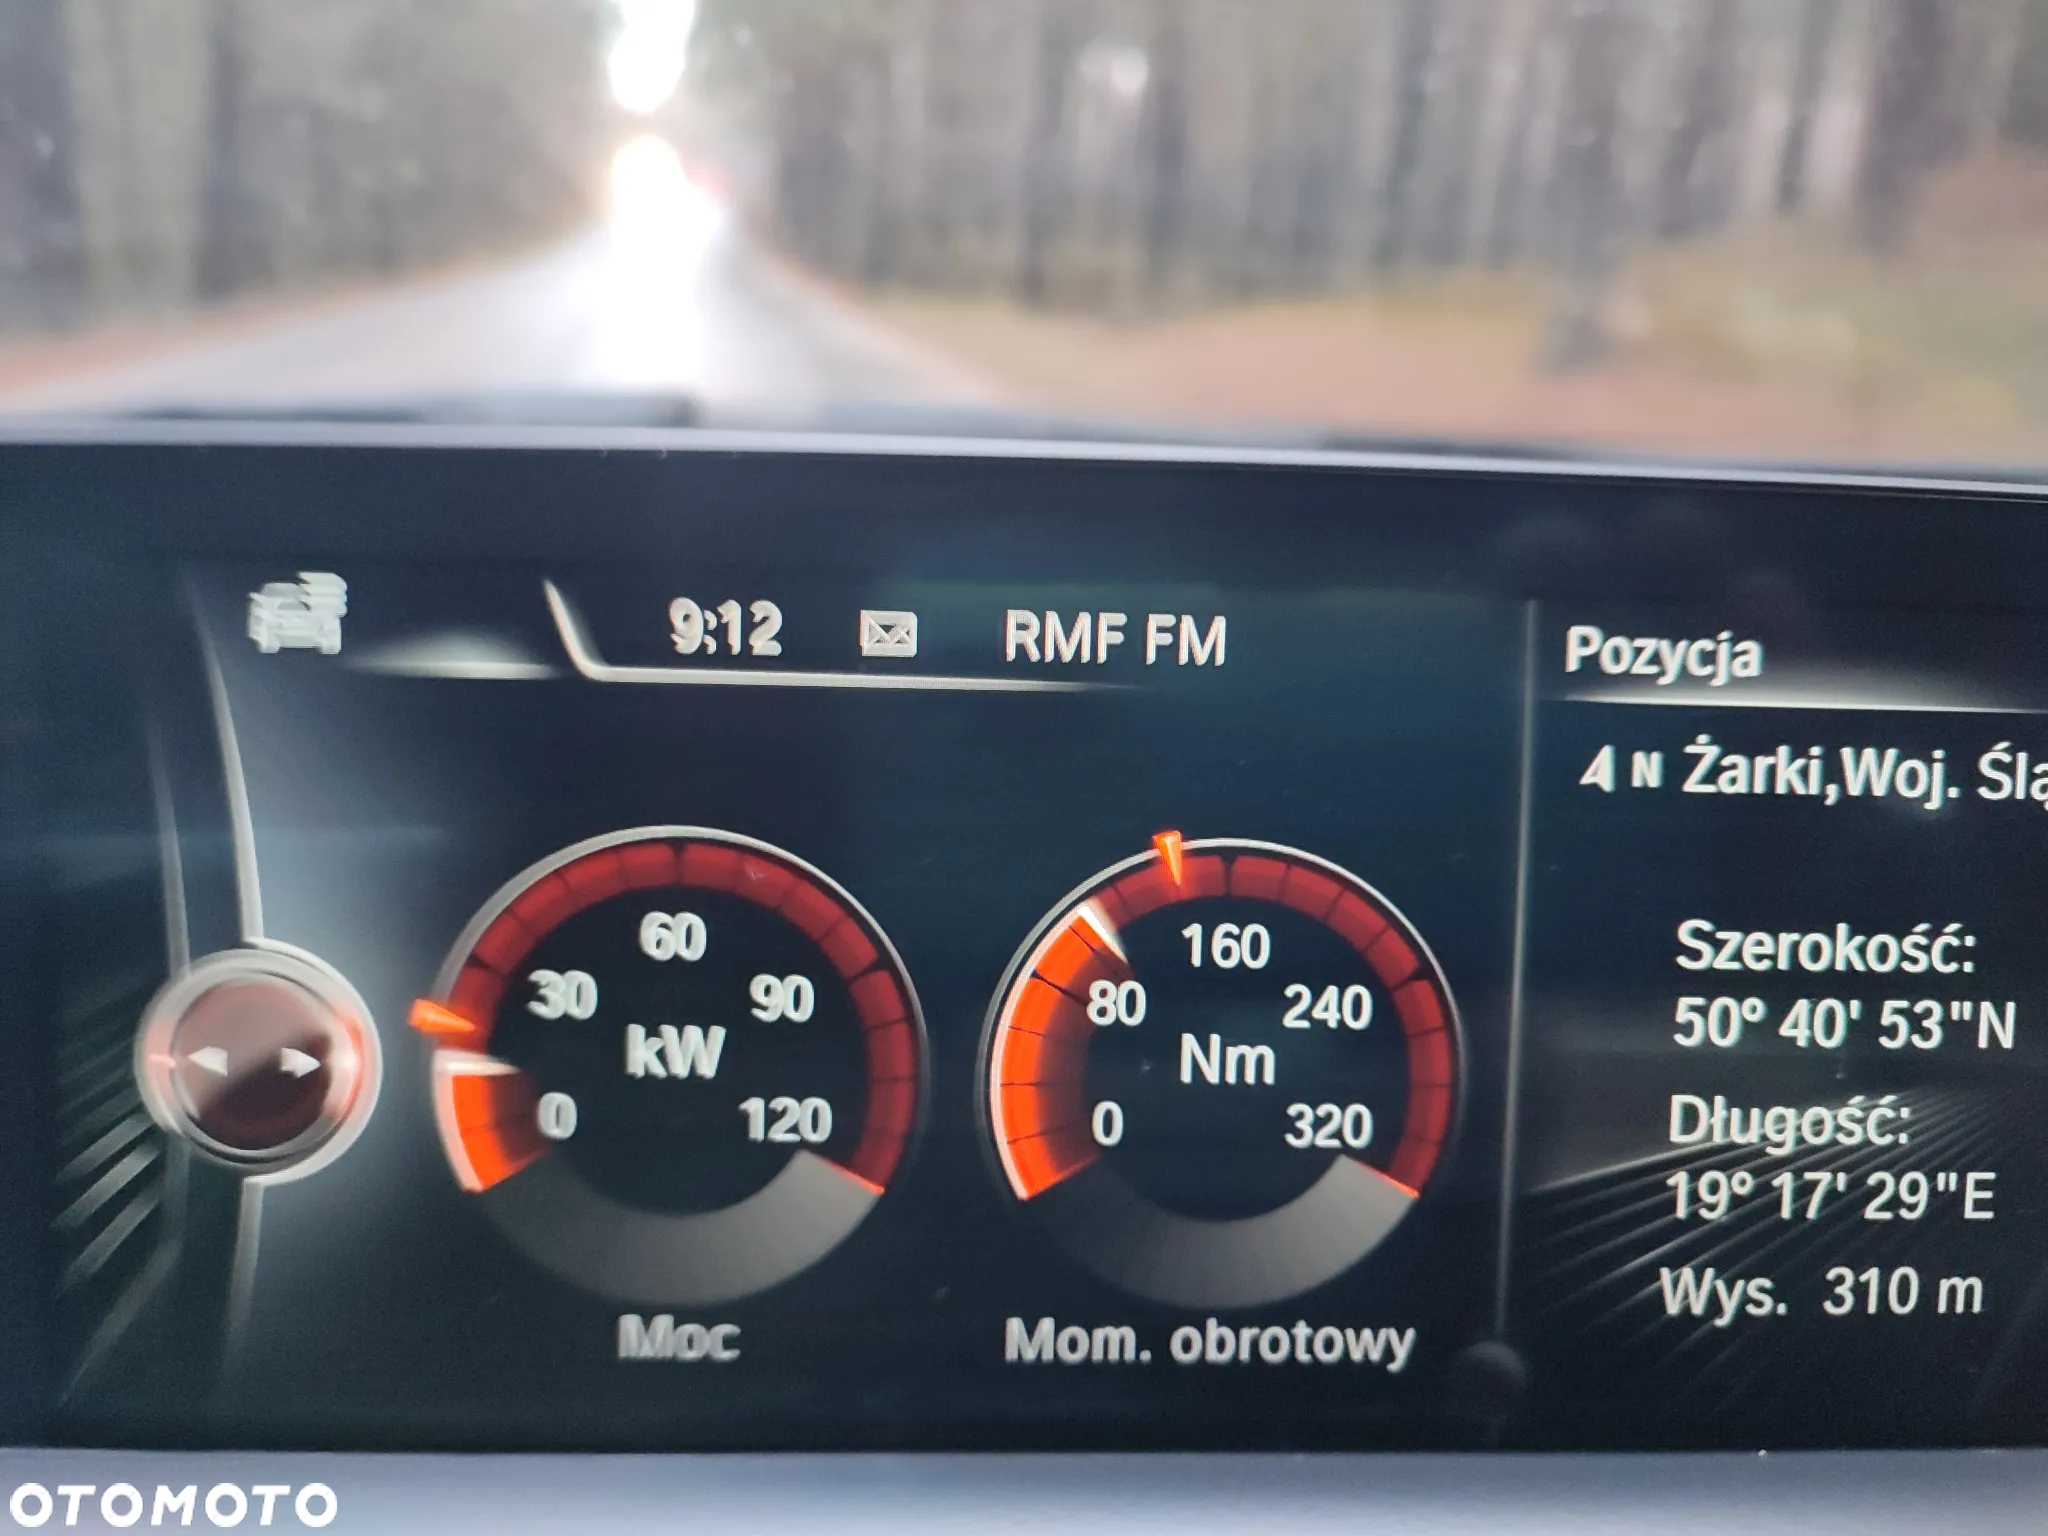 9:12 RMF FM
Pozycja
N Żarki,Woj. Ślą
Szerokość:
50° 40' 53"N
Długość:
19° 17' 29"E
Wys. 310 m
0 30 60 90 120
kW
Moc
0 80 160 240 320
Nm
Mom. obrotowy
OTOMOTO